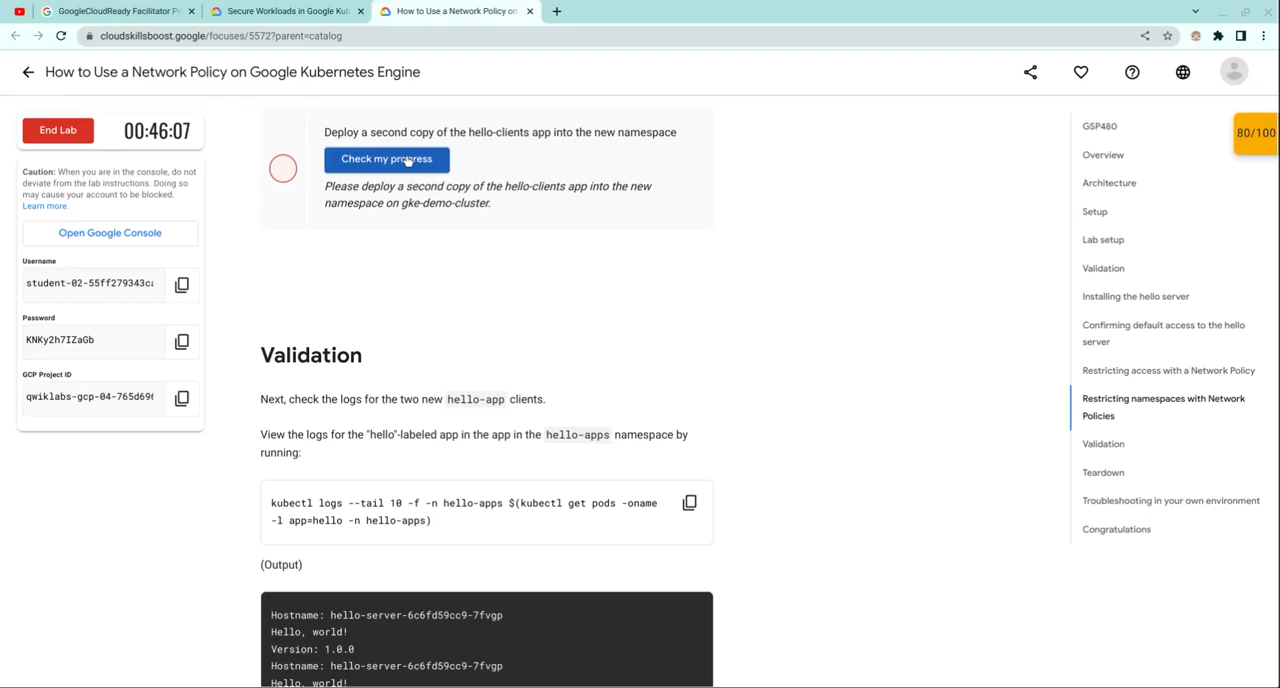 GoogleCloudReady Facilitator Pr
Secure Workloads in Google Kub
How to Use a Network Policy on
cloudskillsboost.google/focuses/5572?parent=catalog
How to Use a Network Policy on Google Kubernetes Engine
End Lab
00:46:07
Caution: When you are in the console, do not
deviate from the lab instructions. Doing so
may cause your account to be blocked.
Learn more.
Open Google Console
Username
student-02-55ff279343c
Password
KNKy2h7IZaGb
GCP Project ID
qwiklabs-gcp-04-765d69
Deploy a second copy of the hello-clients app into the new namespace
Check my progress
Please deploy a second copy of the hello-clients app into the new
namespace on gke-demo-cluster.
Validation
Next, check the logs for the two new hello-app clients.
View the logs for the "hello"-labeled app in the app in the hello-apps namespace by
running:
kubectl logs --tail 10 -f -n hello-apps $(kubectl get pods -oname
-l app=hello -n hello-apps)
(Output)
Hostname: hello-server-6c6fd59cc9-7fvgp
Hello, world!
Version: 1.0.0
Hostname: hello-server-6c6fd59cc9-7fvgp
Hello, world!
GSP480
Overview
Architecture
Setup
Lab setup
Validation
Installing the hello server
Confirming default access to the hello
server
Restricting access with a Network Policy
Restricting namespaces with Network
Policies
Validation
Teardown
Troubleshooting in your own environment
Congratulations
80/100